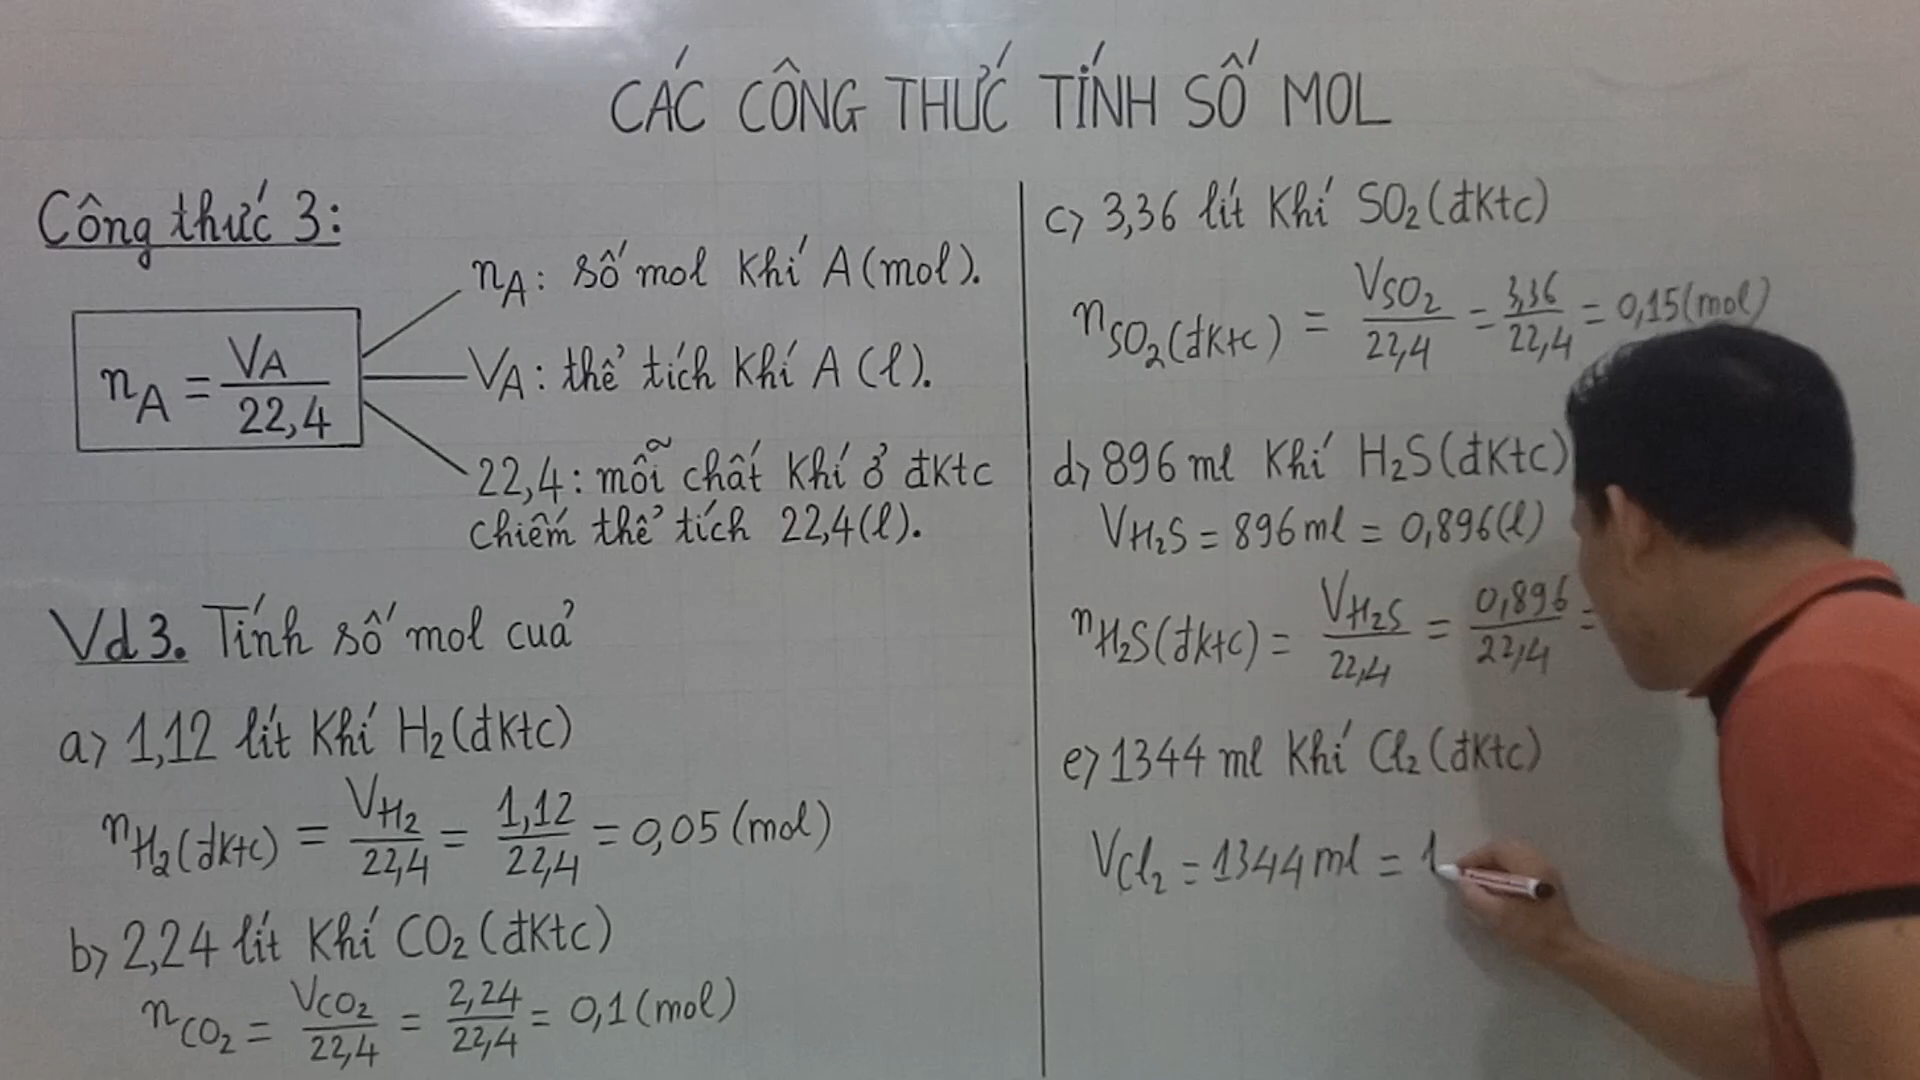 CÁC CÔNG THỨC TÍNH SỐ MOL
Công thức 3:
nA = VA/22,4
nA: số mol khí A (mol).
VA: thể tích khí A (l).
22,4: mỗi chất khí ở đktc
chiếm thể tích 22,4(l).
Vd3. Tính số mol của
a) 1,12 lít khí H2(đktc)
nH2(đktc) = VH2/22,4 = 1,12/22,4 = 0,05 (mol)
b) 2,24 lít khí CO2 (đktc)
nCO2 = VCO2/22,4 = 2,24/22,4 = 0,1 (mol)
c) 3,36 lít khí SO2(đktc)
nSO2(đktc) = VSO2/22,4 = 3,36/22,4 = 0,15(mol)
d) 896 ml khí H2S(đktc)
VH2S = 896 ml = 0,896(l)
nH2S(đktc) = VH2S/22,4 = 0,896/22,4 =
e) 1344 ml khí Cl2 (đktc)
VCl2 = 1344 ml = 1